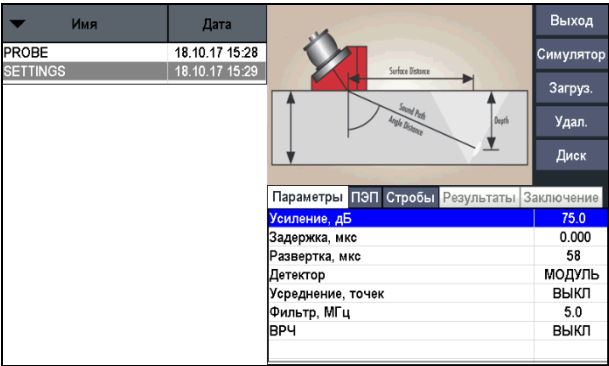 Имя Дата
PROBE 18.10.17 15:28
SETTINGS 18.10.17 15:29
Surface Distance
Sound Path
Angle Distance
Depth
Выход
Симулятор
Загруз.
Удал.
Диск
Параметры ПЭП Стробы Результаты Заключение
Усиление, дБ 75.0
Задержка, мкс 0.000
Развертка, мкс 58
Детектор МОДУЛЬ
Усреднение, точек ВЫКЛ
Фильтр, МГц 5.0
ВРЧ ВЫКЛ